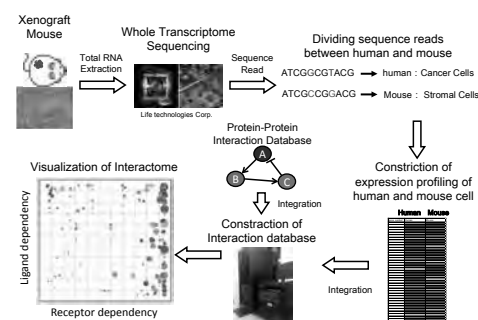 Xenograft
Mouse
Total RNA
Extraction
Whole Transcriptome
Sequencing
Life technologies Corp.
Sequence
Read
Dividing sequence reads
between human and mouse
ATCGGCGTACG → human : Cancer Cells
ATCGCCGGACG → Mouse : Stromal Cells
Protein-Protein
Interaction Database
A
B
C
Integration
Constriction of
expression profiling of
human and mouse cell
Human Mouse
Integration
Constraction of
Interaction database
Visualization of Interactome
Ligand dependency
Receptor dependency